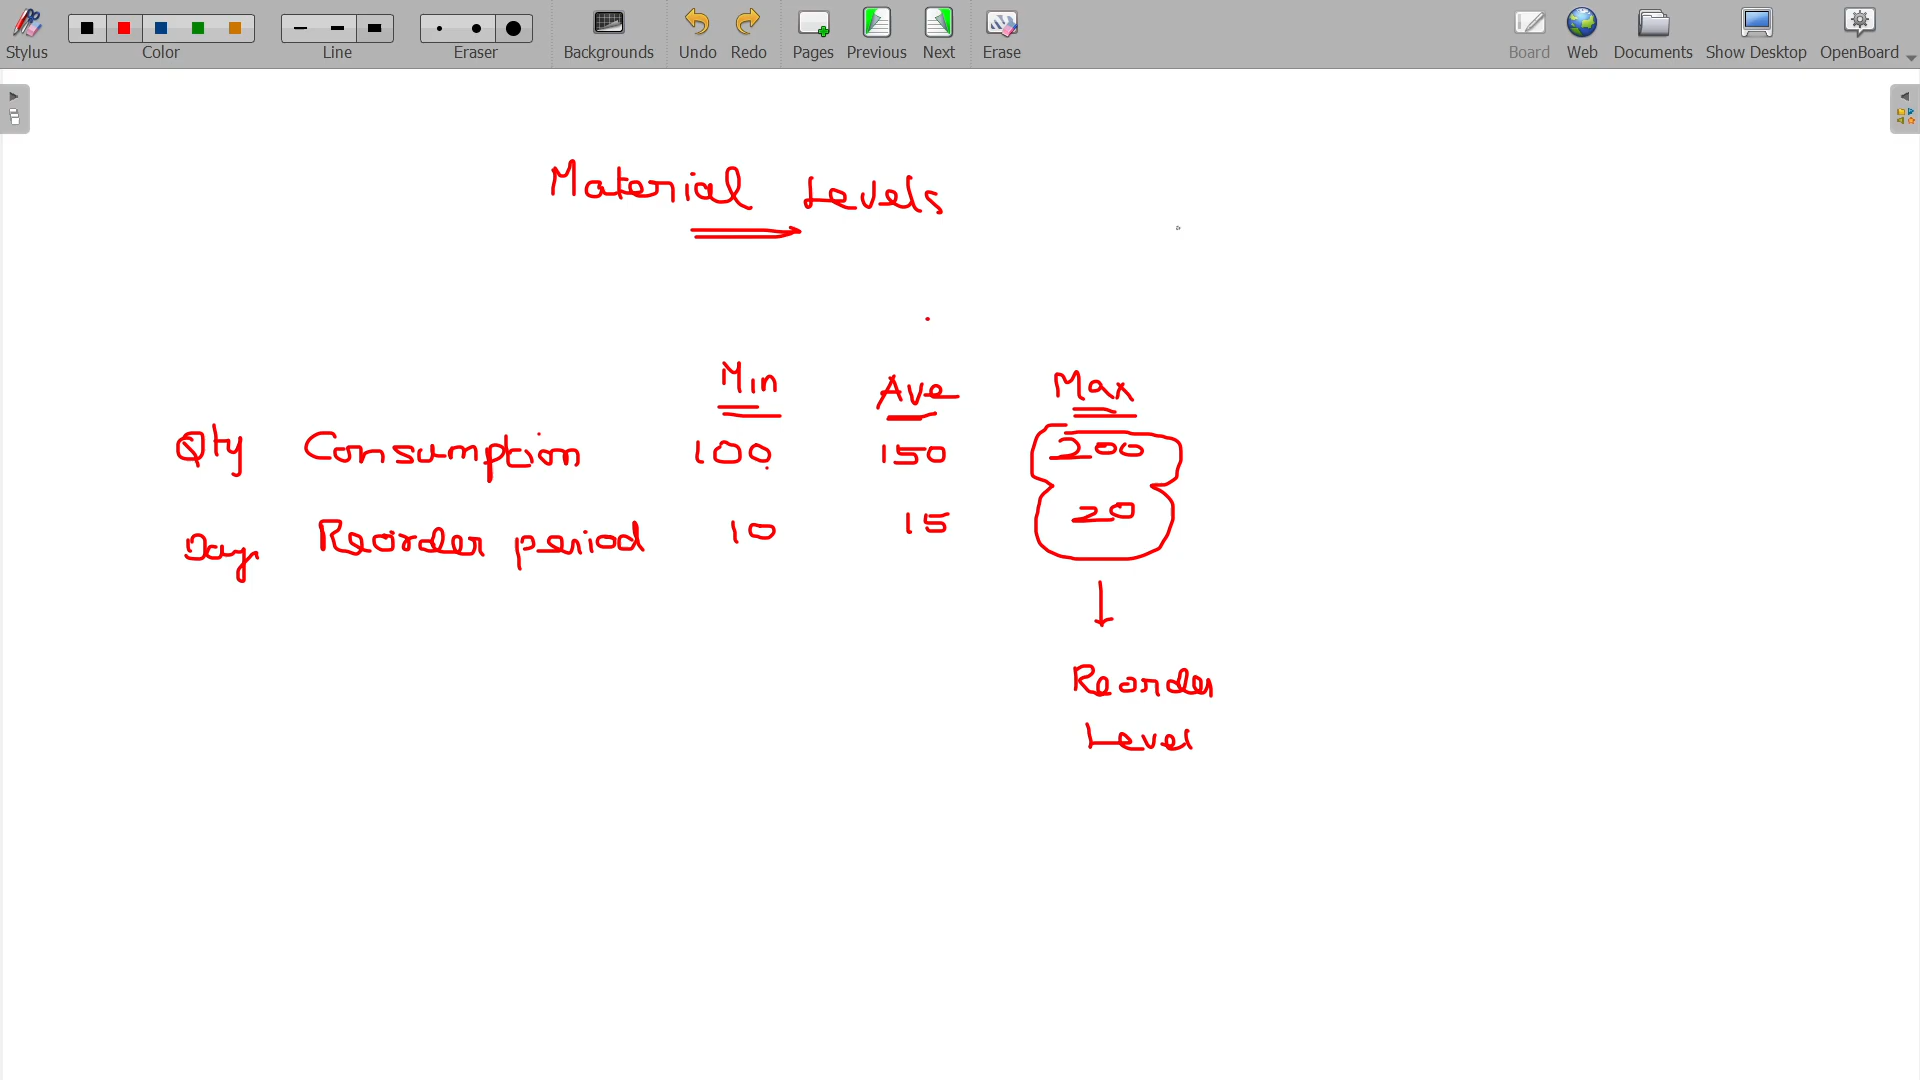 Stylus Color Line Eraser Backgrounds Undo Redo Pages Previous Next Erase Board Web Documents Show Desktop OpenBoard
Material Levels
Min Ave Max
Qty Consumption 100 150 200
Days Reorder period 10 15 20
Reorder
Level